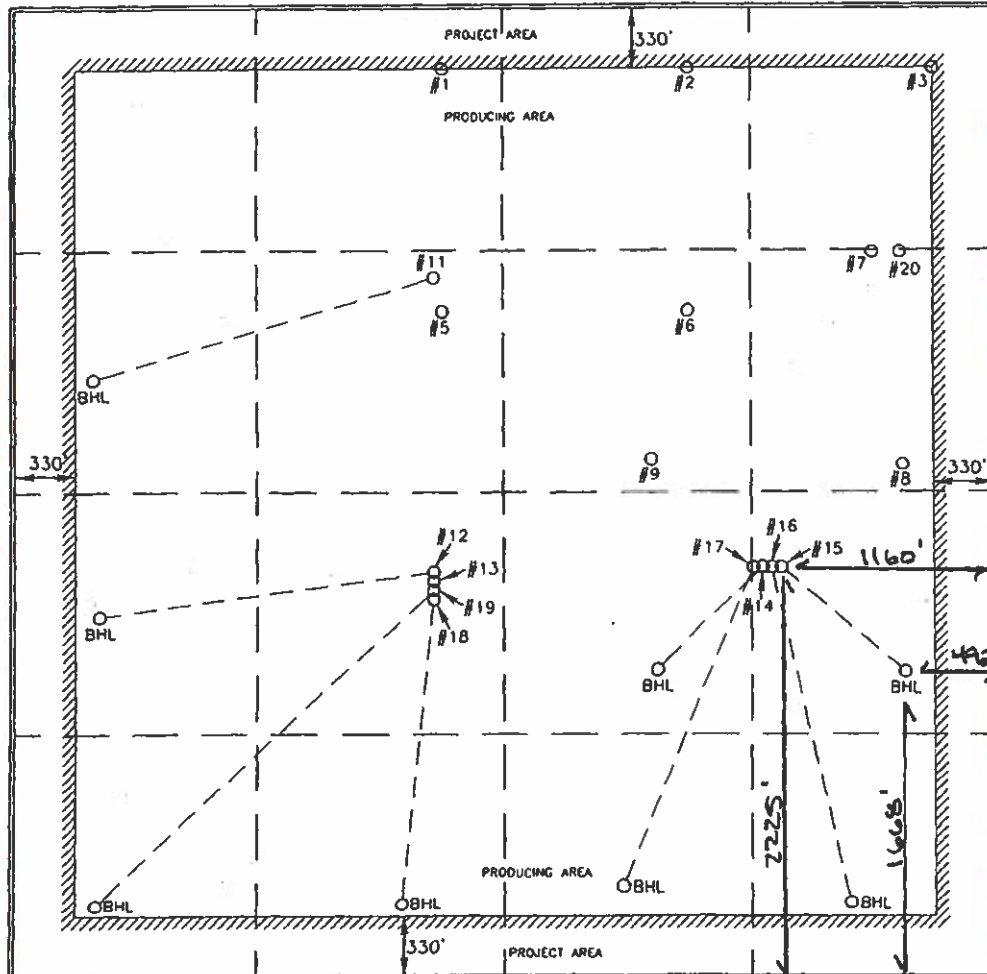 PROJECT AREA
330'
#1
#2
#3
PRODUCING AREA
#11
#7
#20
#5
#6
BHL
330'
#9
#8
330'
#12
#13
#19
#18
#17
#16
#15
#14
1160'
BHL
BHL
BHL
2225'
1668'
PRODUCING AREA
BHL
BHL
BHL
BHL
330'
PROJECT AREA